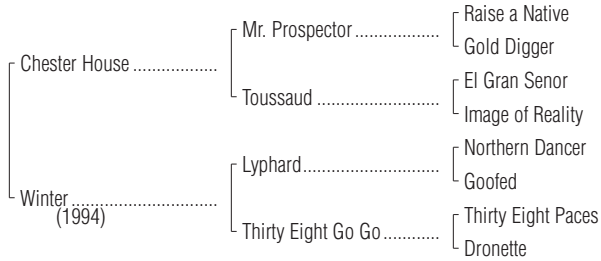 Raise a Native
Mr. Prospector ..................
Gold Digger
Chester House ..................
El Gran Senor
Toussaud ..........................
Image of Reality
Northern Dancer
Lyphard.............................
Goofed
Winter...............................
(1994)
Thirty Eight Paces
Thirty Eight Go Go ............
Dronette